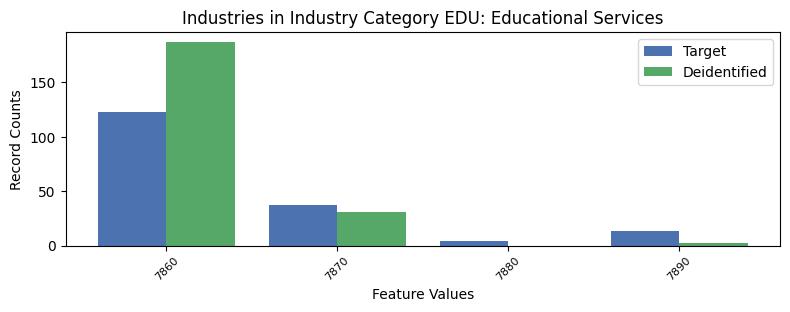 Industries in Industry Category EDU: Educational Services
Target
Deidentified
Record Counts
150
100
50
0
7860
7870
7880
7890
Feature Values